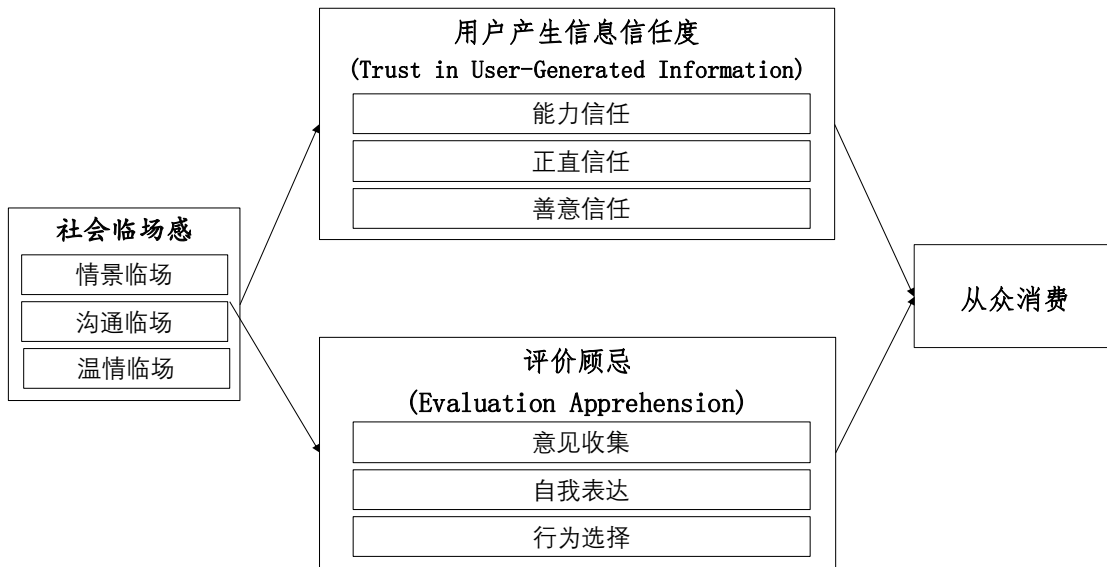 社会临场感
情景临场
沟通临场
温情临场
用户产生信息信任度
(Trust in User-Generated Information)
能力信任
正直信任
善意信任
评价顾忌
(Evaluation Apprehension)
意见收集
自我表达
行为选择
从众消费